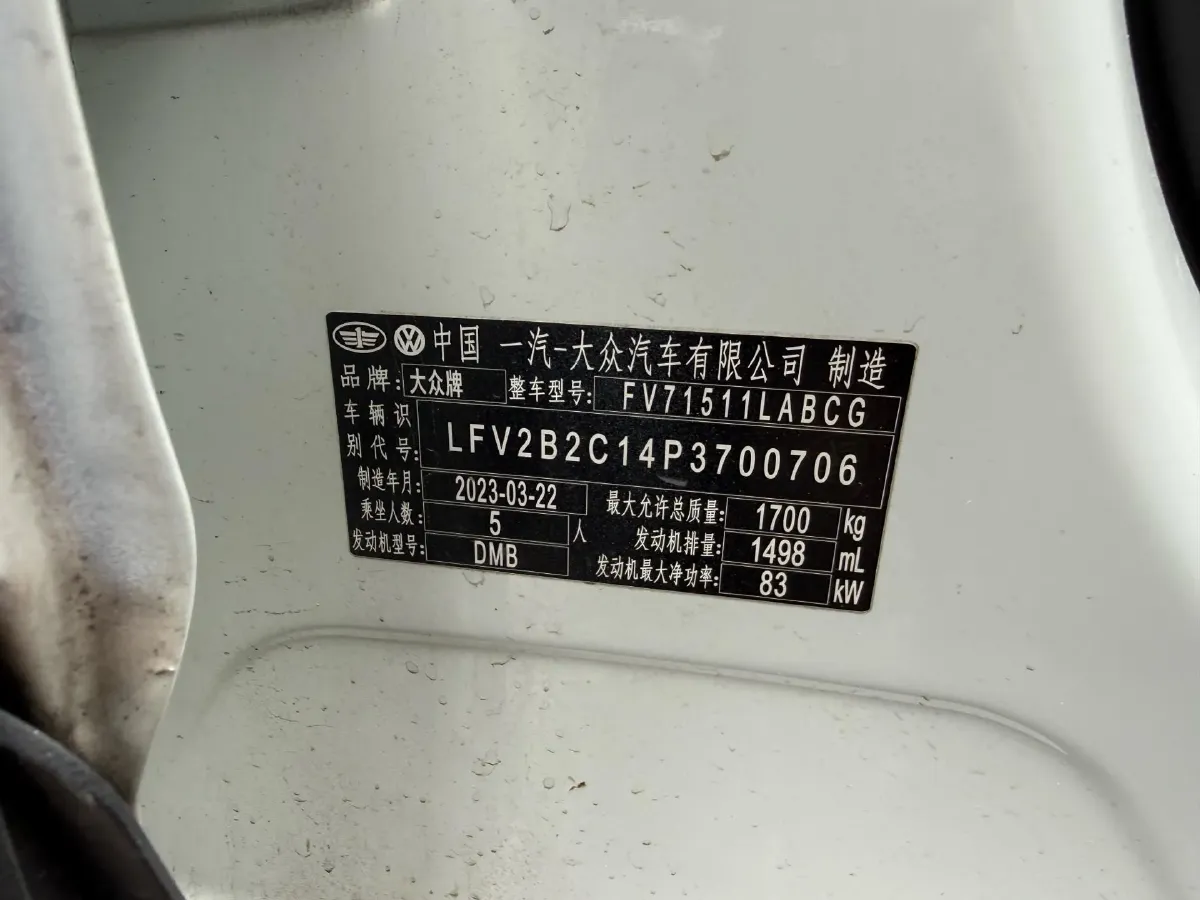 中国 一汽-大众汽车有限公司 制造
品牌: 大众牌 整车型号: FV71511LABCG
车辆识别代号: LFV2B2C14P3700706
制造年月: 2023-03-22 最大允许总质量: 1700 kg
乘坐人数: 5 人 发动机排量: 1498 mL
发动机型号: DMB 发动机最大净功率: 83 kW